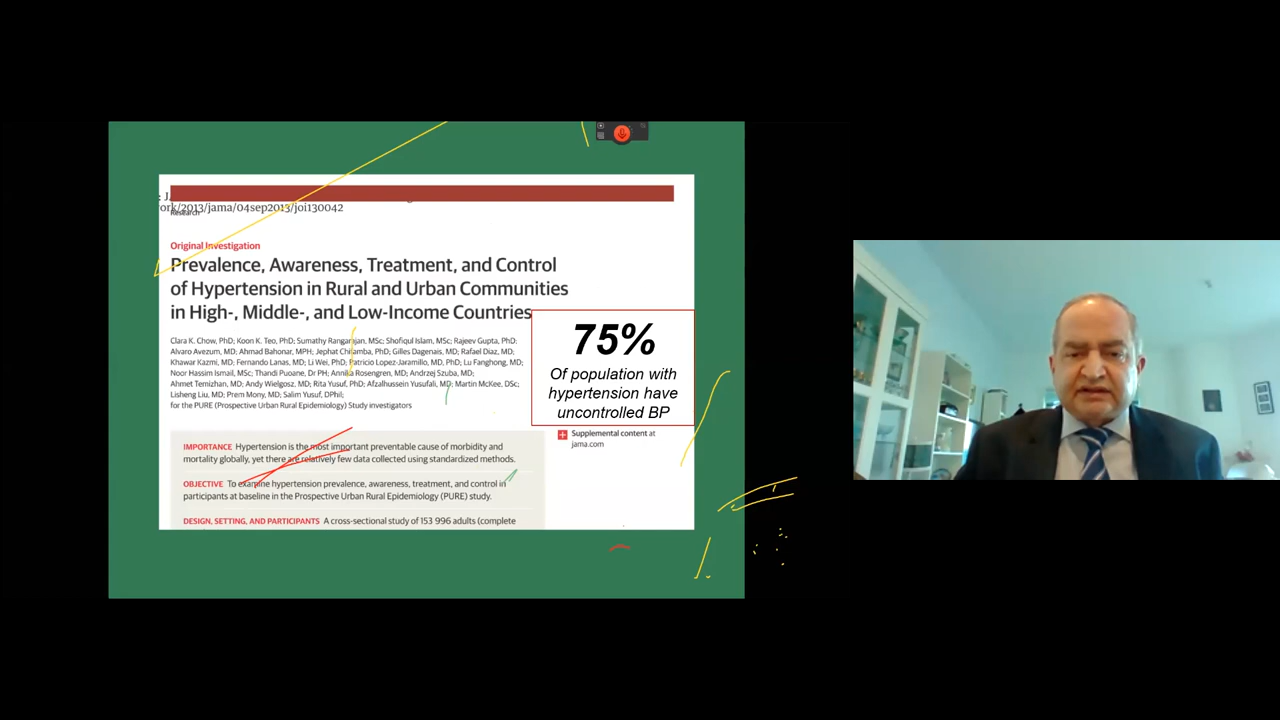 : J
ork/2013/jama/04sep2013/joi130042
Research
Original Investigation
Prevalence, Awareness, Treatment, and Control
of Hypertension in Rural and Urban Communities
in High-, Middle-, and Low-Income Countries
75%
Of population with
hypertension have
uncontrolled BP
Clara K. Chow, PhD; Koon K. Teo, PhD; Sumathy Rangarajan, MSc; Shofiqul Islam, MSc; Rajeev Gupta, PhD;
Alvaro Avezum, MD; Ahmad Bahonar, MPH; Jephat Chifamba, PhD; Gilles Dagenais, MD; Rafael Diaz, MD;
Khawar Kazmi, MD; Fernando Lanas, MD; Li Wei, PhD; Patricio Lopez-Jaramillo, MD, PhD; Lu Fanghong, MD;
Noor Hassim Ismail, MSc; Thandi Puoane, Dr PH; Annika Rosengren, MD; Andrzej Szuba, MD;
Ahmet Temizhan, MD; Andy Wielgosz, MD; Rita Yusuf, PhD; Afzalhussein Yusufali, MD; Martin McKee, DSc;
Lisheng Liu, MD; Prem Mony, MD; Salim Yusuf, DPhil;
for the PURE (Prospective Urban Rural Epidemiology) Study investigators
Supplemental content at
jama.com
IMPORTANCE Hypertension is the most important preventable cause of morbidity and
mortality globally, yet there are relatively few data collected using standardized methods.
OBJECTIVE To examine hypertension prevalence, awareness, treatment, and control in
participants at baseline in the Prospective Urban Rural Epidemiology (PURE) study.
DESIGN, SETTING, AND PARTICIPANTS A cross-sectional study of 153 996 adults (complete